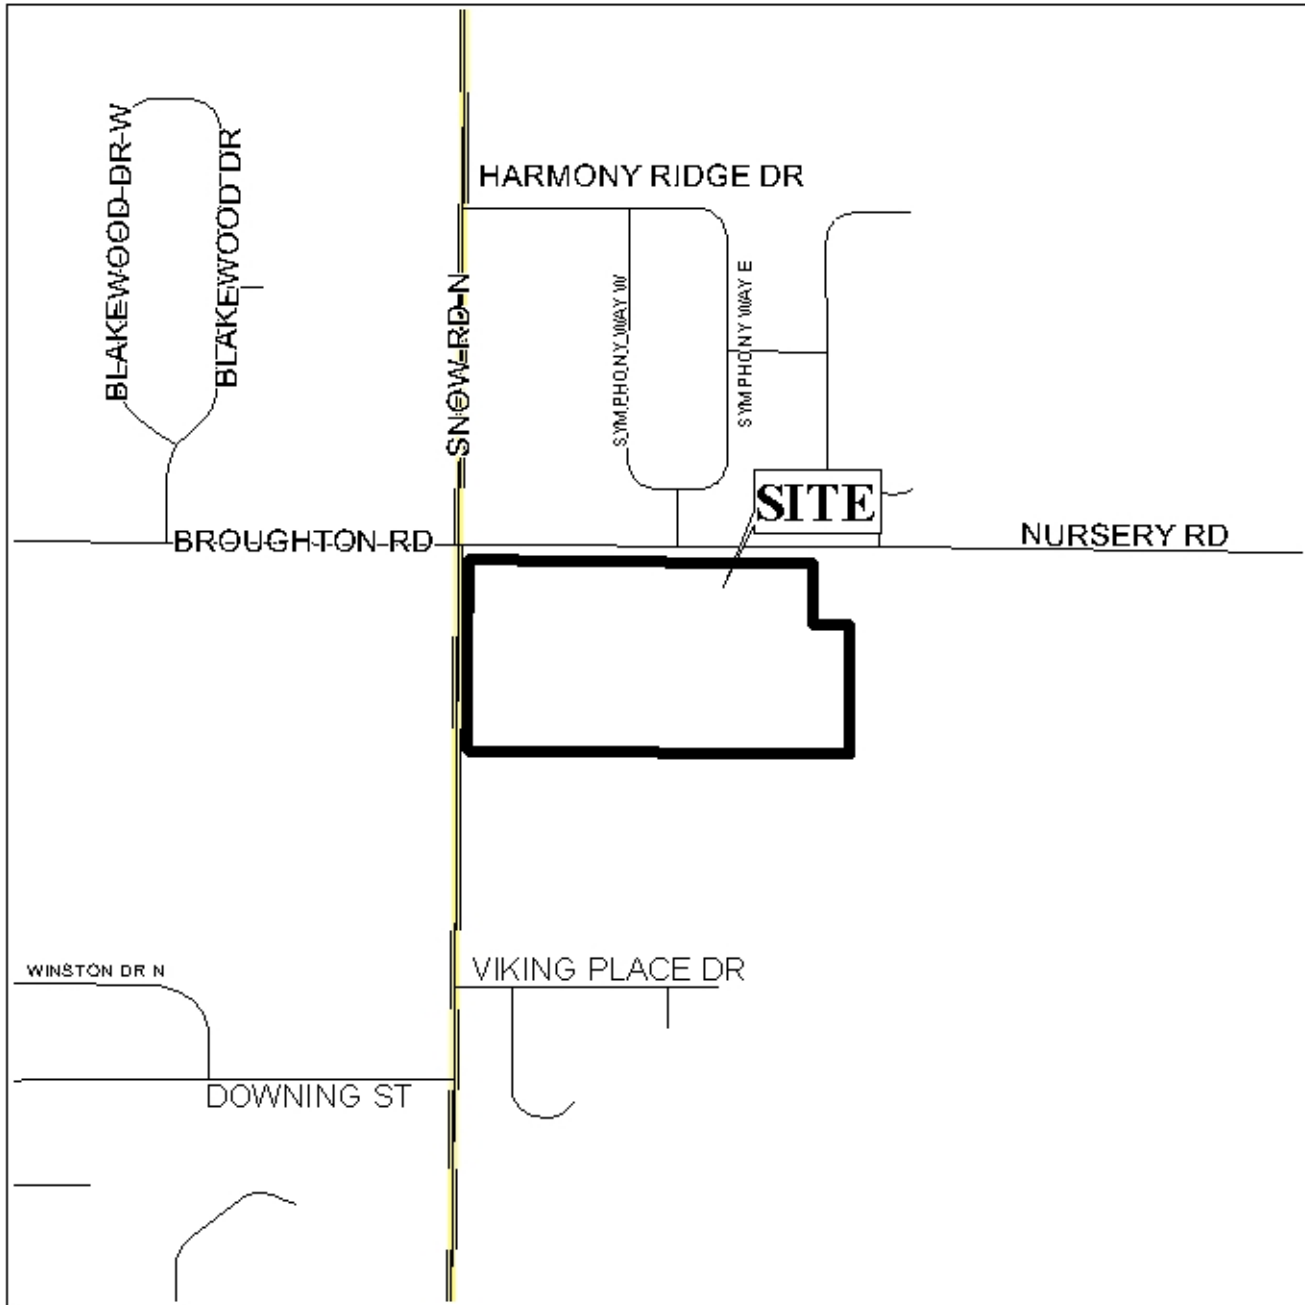 BLAKEWOOD DR W
BLAKEWOOD DR
HARMONY RIDGE DR
SNOW RD N
SYMPHONY WAY W
SYMPHONY WAY E
SITE
BROUGHTON RD
NURSERY RD
WINSTON DR N
VIKING PLACE DR
DOWNING ST